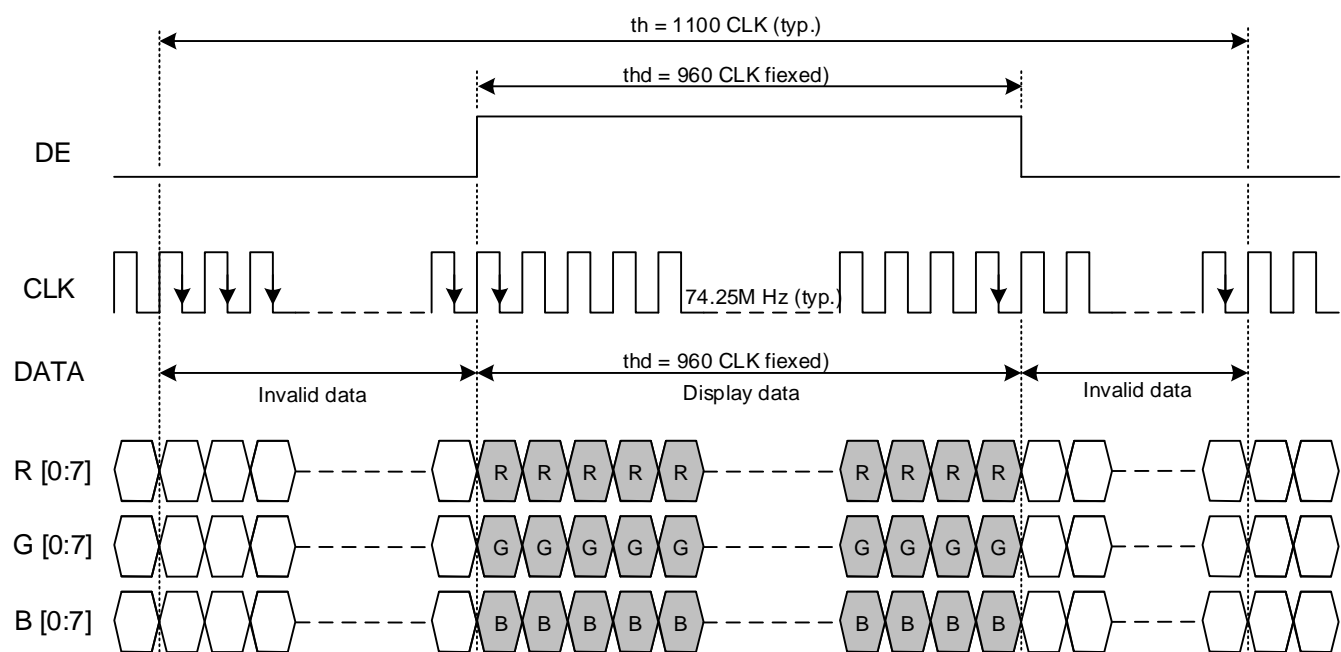 th = 1100 CLK (typ.)
thd = 960 CLK fiexed)
DE
CLK
74.25M Hz (typ.)
DATA
thd = 960 CLK fiexed)
Invalid data
Display data
Invalid data
R [0:7]
R R R R R R R R R
G [0:7]
G G G G G G G G G
B [0:7]
B B B B B B B B B